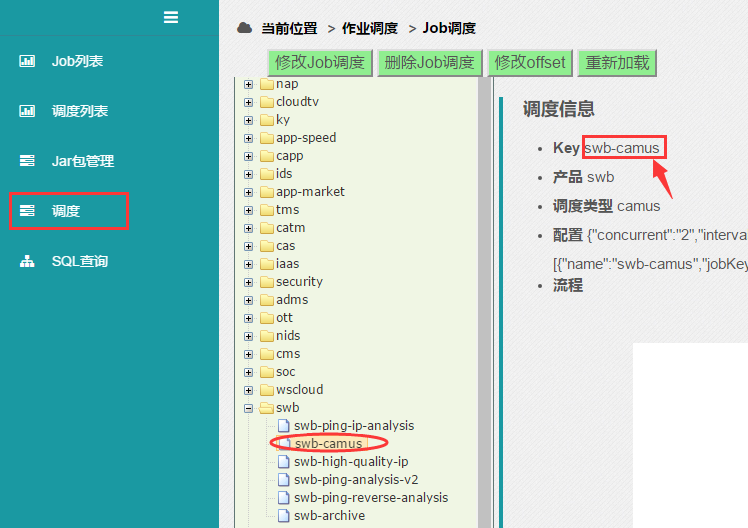 Job列表
调度列表
Jar包管理
调度
SQL查询
当前位置 > 作业调度 > Job调度
修改Job调度 删除Job调度 修改offset 重新加载
nap
cloudtv
ky
app-speed
capp
ids
app-market
tms
catm
cas
iaas
security
adms
ott
nids
cms
soc
wscloud
swb
swb-ping-ip-analysis
swb-camus
swb-high-quality-ip
swb-ping-analysis-v2
swb-ping-reverse-analysis
swb-archive
调度信息
Key swb-camus
产品 swb
调度类型 camus
配置 {"concurrent":"2","interva
[{"name":"swb-camus","jobKey
流程